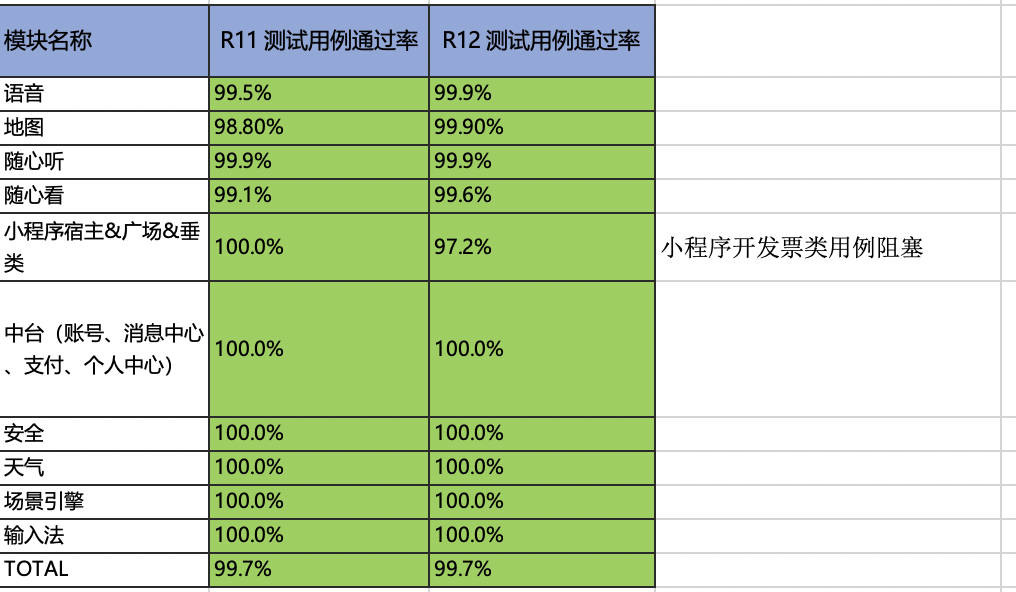 模块名称 R11 测试用例通过率 R12 测试用例通过率
语音 99.5% 99.9%
地图 98.80% 99.90%
随心听 99.9% 99.9%
随心看 99.1% 99.6%
小程序宿主&广场&垂
类 100.0% 97.2% 小程序开发票类用例阻塞
中台（账号、消息中心
、支付、个人中心） 100.0% 100.0%
安全 100.0% 100.0%
天气 100.0% 100.0%
场景引擎 100.0% 100.0%
输入法 100.0% 100.0%
TOTAL 99.7% 99.7%